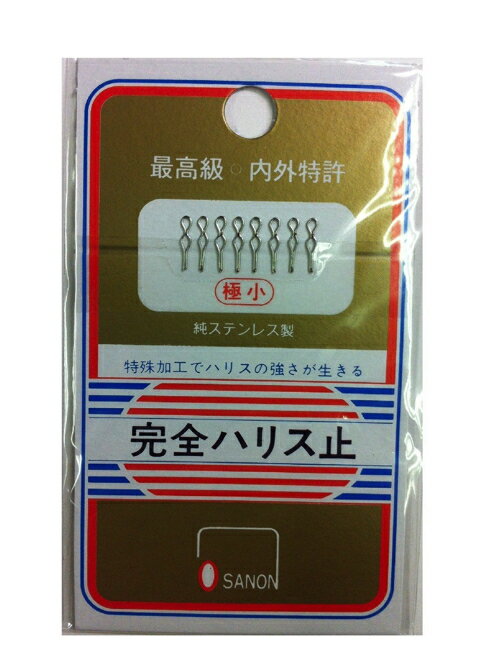 最高級○内外特許
極小
純ステンレス製
特殊加工でハリスの強さが生きる
完全ハリス止
SANON